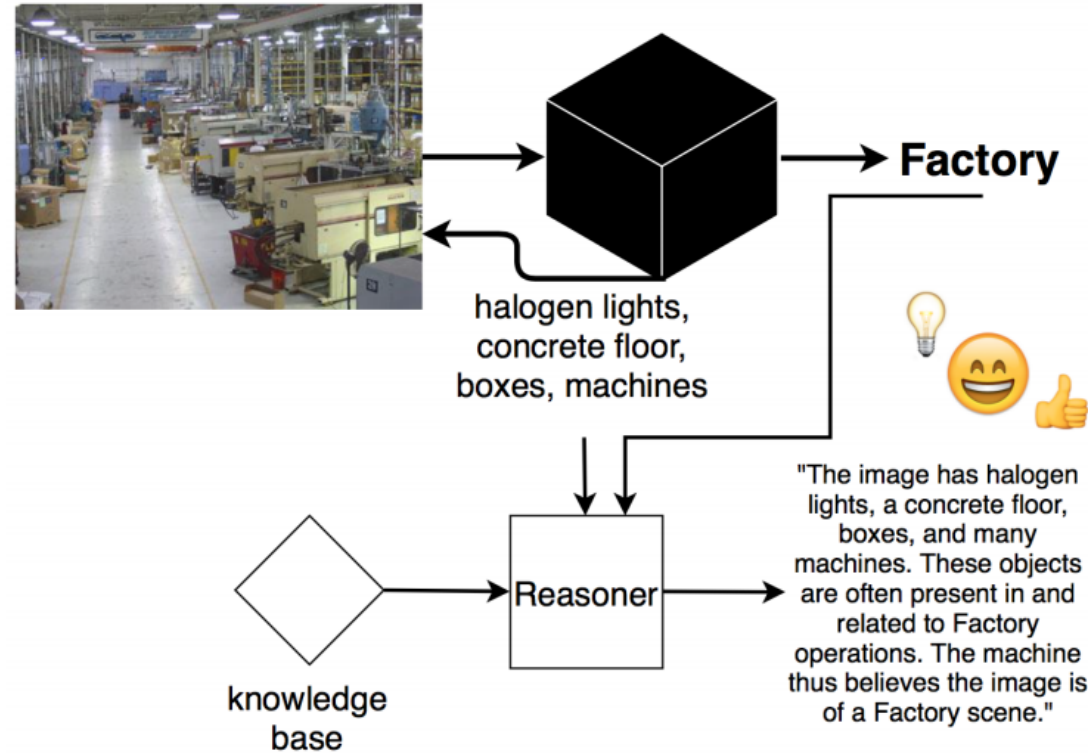 Factory
halogen lights,
concrete floor,
boxes, machines
"The image has halogen
lights, a concrete floor,
boxes, and many
machines. These objects
are often present in and
related to Factory
operations. The machine
thus believes the image is
of a Factory scene."
Reasoner
knowledge
base